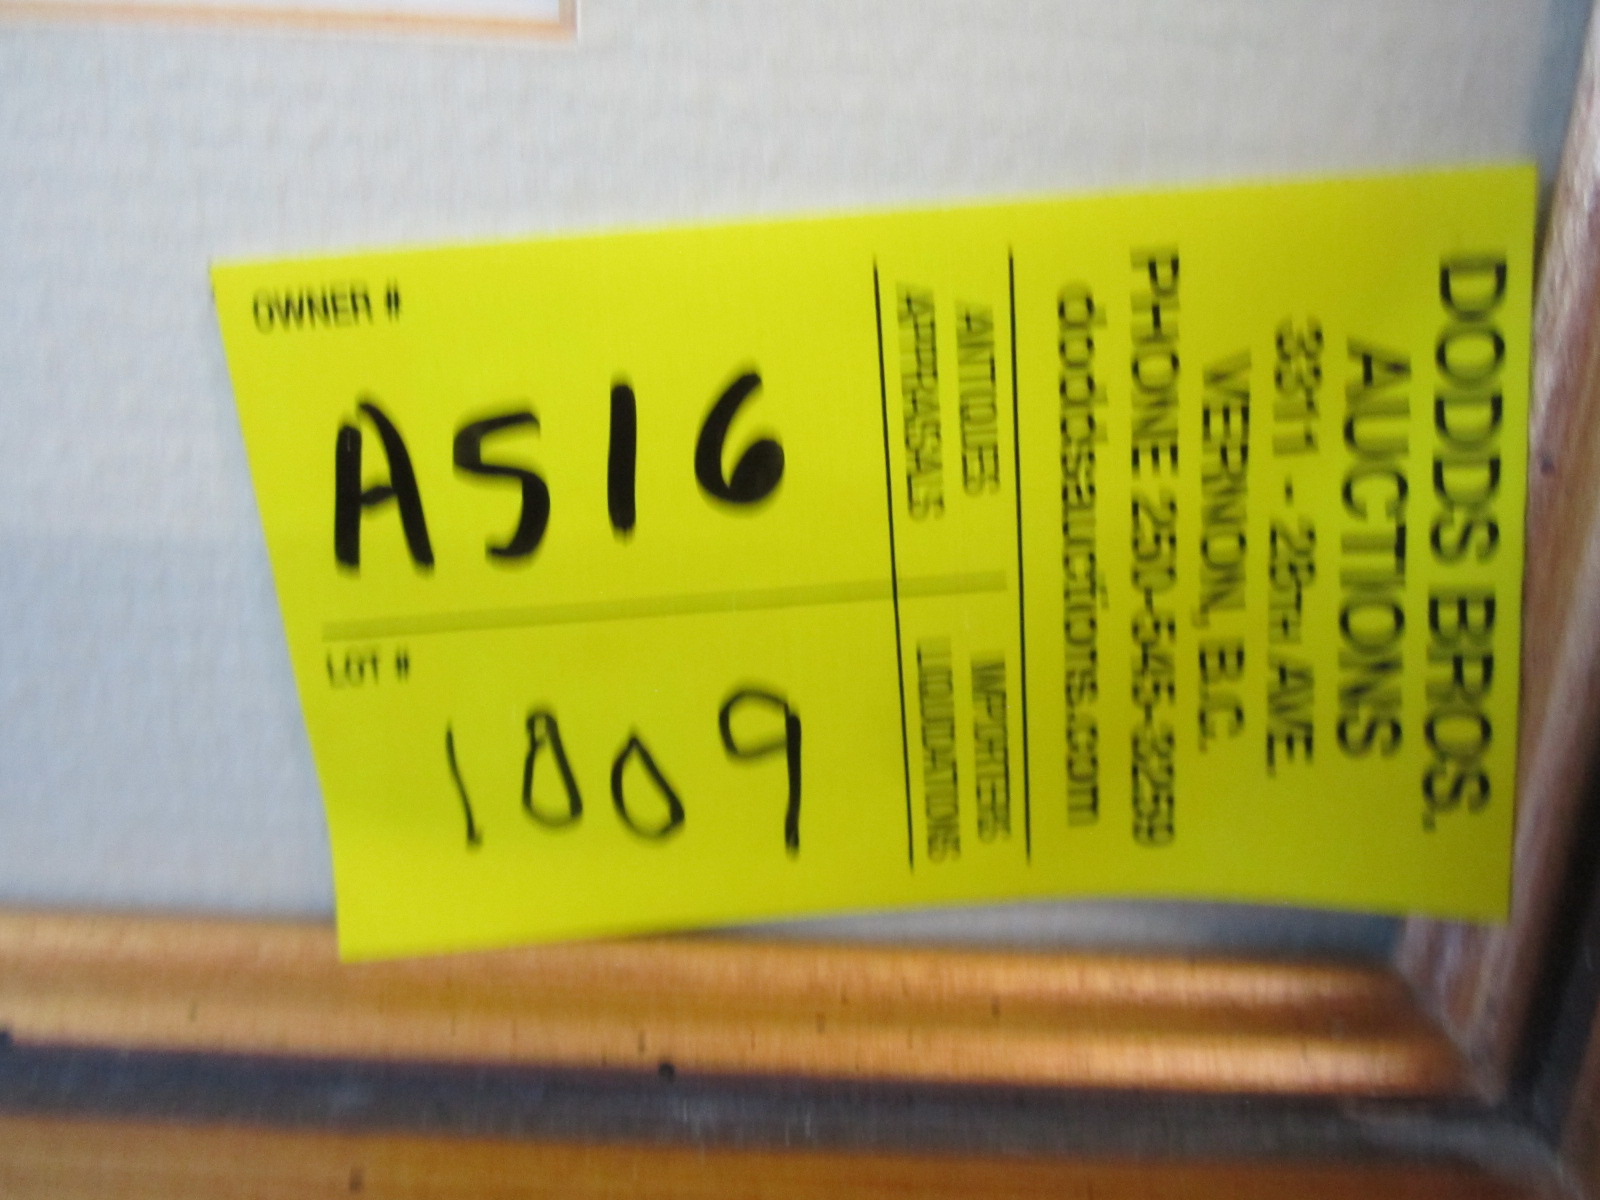 DODDS BROS.
AUCTIONS
3311 - 28TH AVE.
VERNON, B.C.
PHONE 250-545-3259
doddsauctions.com
ANTIQUES
APPRAISALS
IMPORTERS
LIQUIDATIONS
OWNER #
A516
LOT #
1009